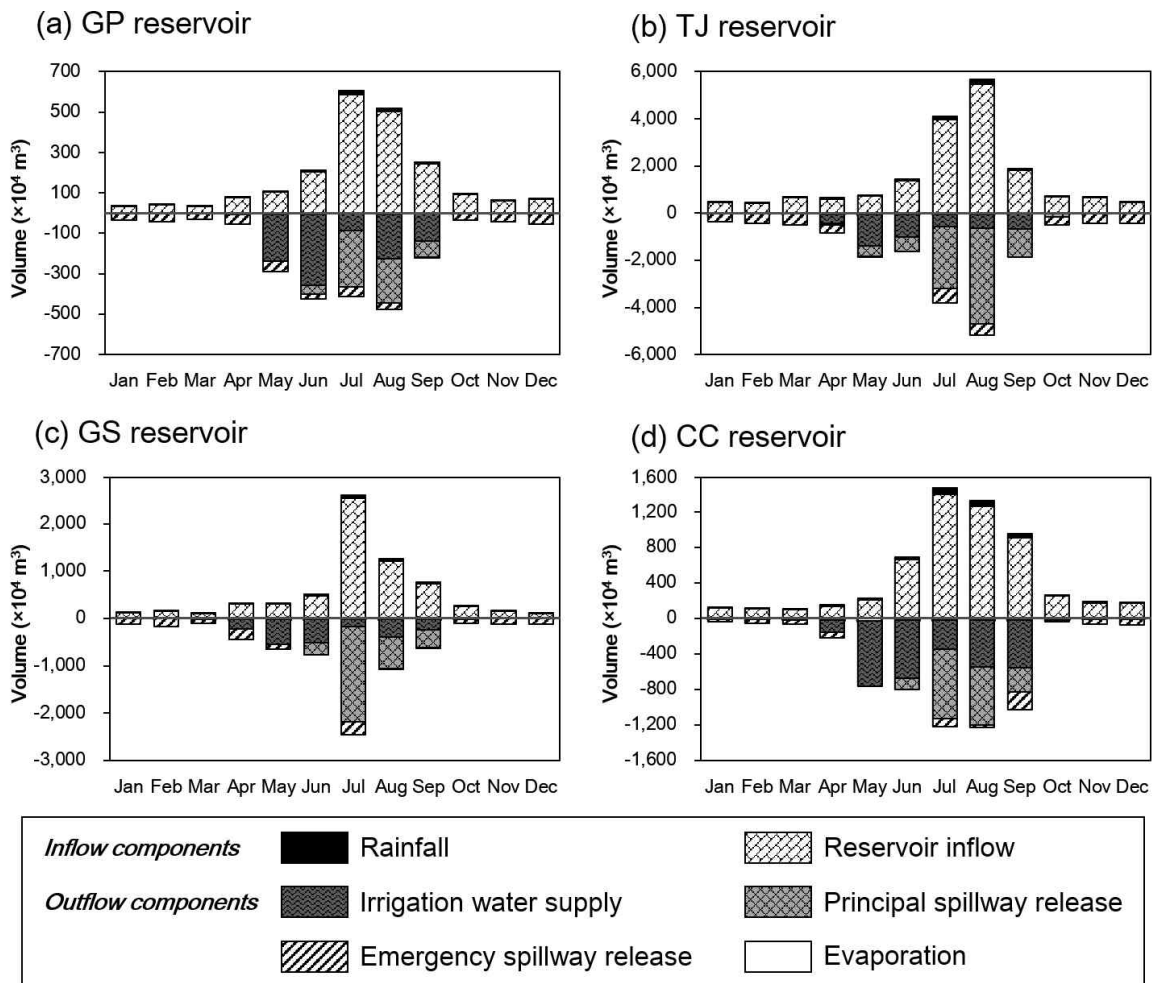 (a) GP reservoir
Volume (×10⁴ m³)
700
500
300
100
-100
-300
-500
-700
Jan Feb Mar Apr May Jun Jul Aug Sep Oct Nov Dec
(b) TJ reservoir
Volume (×10⁴ m³)
6,000
4,000
2,000
0
-2,000
-4,000
-6,000
Jan Feb Mar Apr May Jun Jul Aug Sep Oct Nov Dec
(c) GS reservoir
Volume (×10⁴ m³)
3,000
2,000
1,000
0
-1,000
-2,000
-3,000
Jan Feb Mar Apr May Jun Jul Aug Sep Oct Nov Dec
(d) CC reservoir
Volume (×10⁴ m³)
1,600
1,200
800
400
0
-400
-800
-1,200
-1,600
Jan Feb Mar Apr May Jun Jul Aug Sep Oct Nov Dec
Inflow components Rainfall Reservoir inflow
Outflow components Irrigation water supply Principal spillway release
Emergency spillway release Evaporation